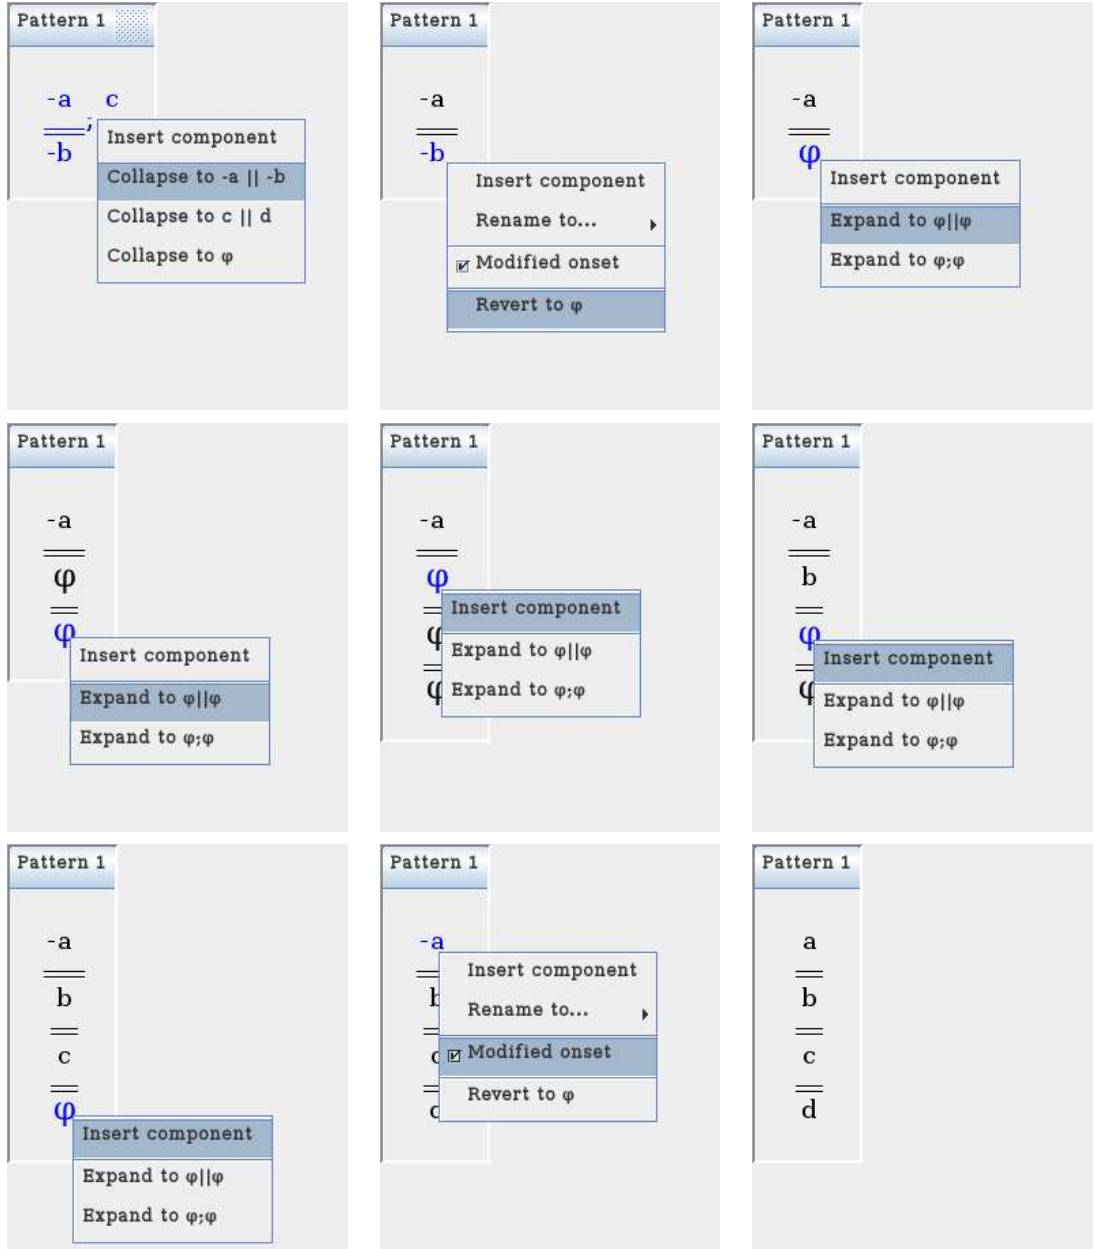 Pattern 1
-a c
;
-b
Insert component
Collapse to -a || -b
Collapse to c || d
Collapse to φ
Pattern 1
-a
-b
Insert component
Rename to...
Modified onset
Revert to φ
Pattern 1
-a
φ
Insert component
Expand to φ||φ
Expand to φ;φ
Pattern 1
-a
φ
φ
Insert component
Expand to φ||φ
Expand to φ;φ
Pattern 1
-a
φ
φ
φ
Insert component
Expand to φ||φ
Expand to φ;φ
Pattern 1
-a
b
φ
φ
Insert component
Expand to φ||φ
Expand to φ;φ
Pattern 1
-a
b
c
φ
Insert component
Expand to φ||φ
Expand to φ;φ
Pattern 1
-a
Insert component
Rename to...
Modified onset
Revert to φ
Pattern 1
a
b
c
d